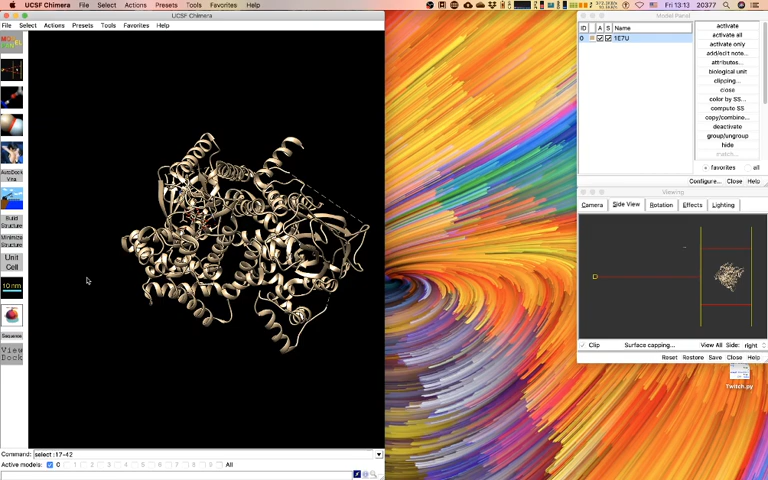 UCSF Chimera File Select Actions Presets Tools Favorites Help
Fri 13:13 20377
UCSF Chimera
File Select Actions Presets Tools Favorites Help
AutoDock
Vina
Build
Structure
Minimize
Structure
Unit
Cell
10 nm
Sequence
View
Dock
Command: select :17-42
Active models: 0 1 2 3 4 5 6 7 8 9 All
Model Panel
ID A S Name
0 1E7U
activate
activate all
activate only
add/edit note...
attributes...
biological unit
clipping...
close
color by SS...
compute SS
copy/combine...
deactivate
group/ungroup
hide
match...
favorites all
Configure... Close Help
Viewing
Camera Side View Rotation Effects Lighting
Clip Surface capping... View All Side: right
Reset Restore Save Close Help
Twitch.py